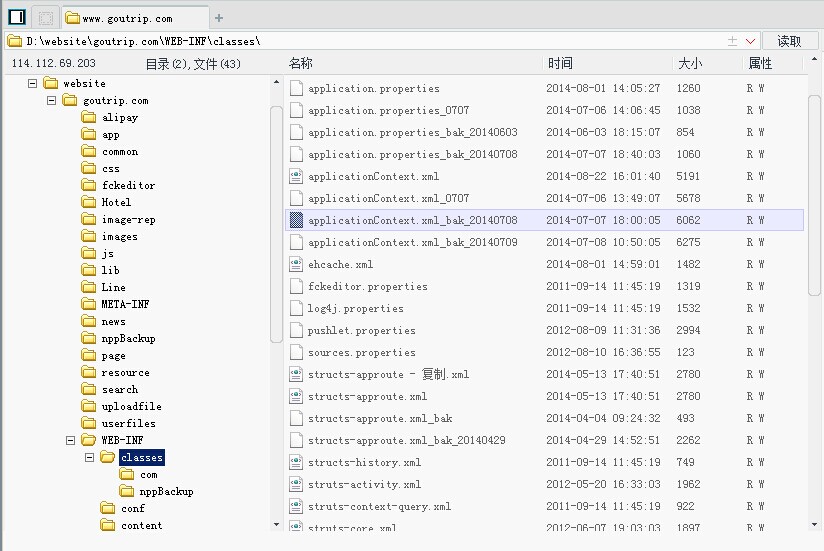 www.goutrip.com
D:\website\goutrip.com\WEB-INF\classes\
读取
114.112.69.203 目录(2),文件(43)
名称 时间 大小 属性
website
goutrip.com
alipay
app
common
css
fckeditor
Hotel
image-rep
images
js
lib
Line
META-INF
news
nppBackup
page
resource
search
uploadfile
userfiles
WEB-INF
classes
com
nppBackup
conf
content
application.properties 2014-08-01 14:05:27 1260 R W
application.properties_0707 2014-07-06 14:06:45 1038 R W
application.properties_bak_20140603 2014-06-03 18:15:07 854 R W
application.properties_bak_20140708 2014-07-07 18:40:03 1060 R W
applicationContext.xml 2014-08-22 16:01:40 5191 R W
applicationContext.xml_0707 2014-07-06 13:49:07 5678 R W
applicationContext.xml_bak_20140708 2014-07-07 18:00:05 6062 R W
applicationContext.xml_bak_20140709 2014-07-08 10:50:05 6275 R W
ehcache.xml 2014-08-01 14:59:01 1482 R W
fckeditor.properties 2011-09-14 11:45:19 1319 R W
log4j.properties 2011-09-14 11:45:19 1532 R W
pushlet.properties 2012-08-09 11:31:36 2994 R W
sources.properties 2012-08-10 16:36:55 123 R W
structs-approute - 复制.xml 2014-05-13 17:40:51 2780 R W
structs-approute.xml 2014-05-13 17:40:51 2780 R W
structs-approute.xml_bak 2014-04-04 09:24:32 493 R W
structs-approute.xml_bak_20140429 2014-04-29 14:52:51 2262 R W
structs-history.xml 2011-09-14 11:45:19 749 R W
struts-activity.xml 2012-05-20 16:33:03 1962 R W
struts-context-query.xml 2011-09-14 11:45:19 922 R W
struts-core.xml 2012-06-07 19:03:03 1897 R W